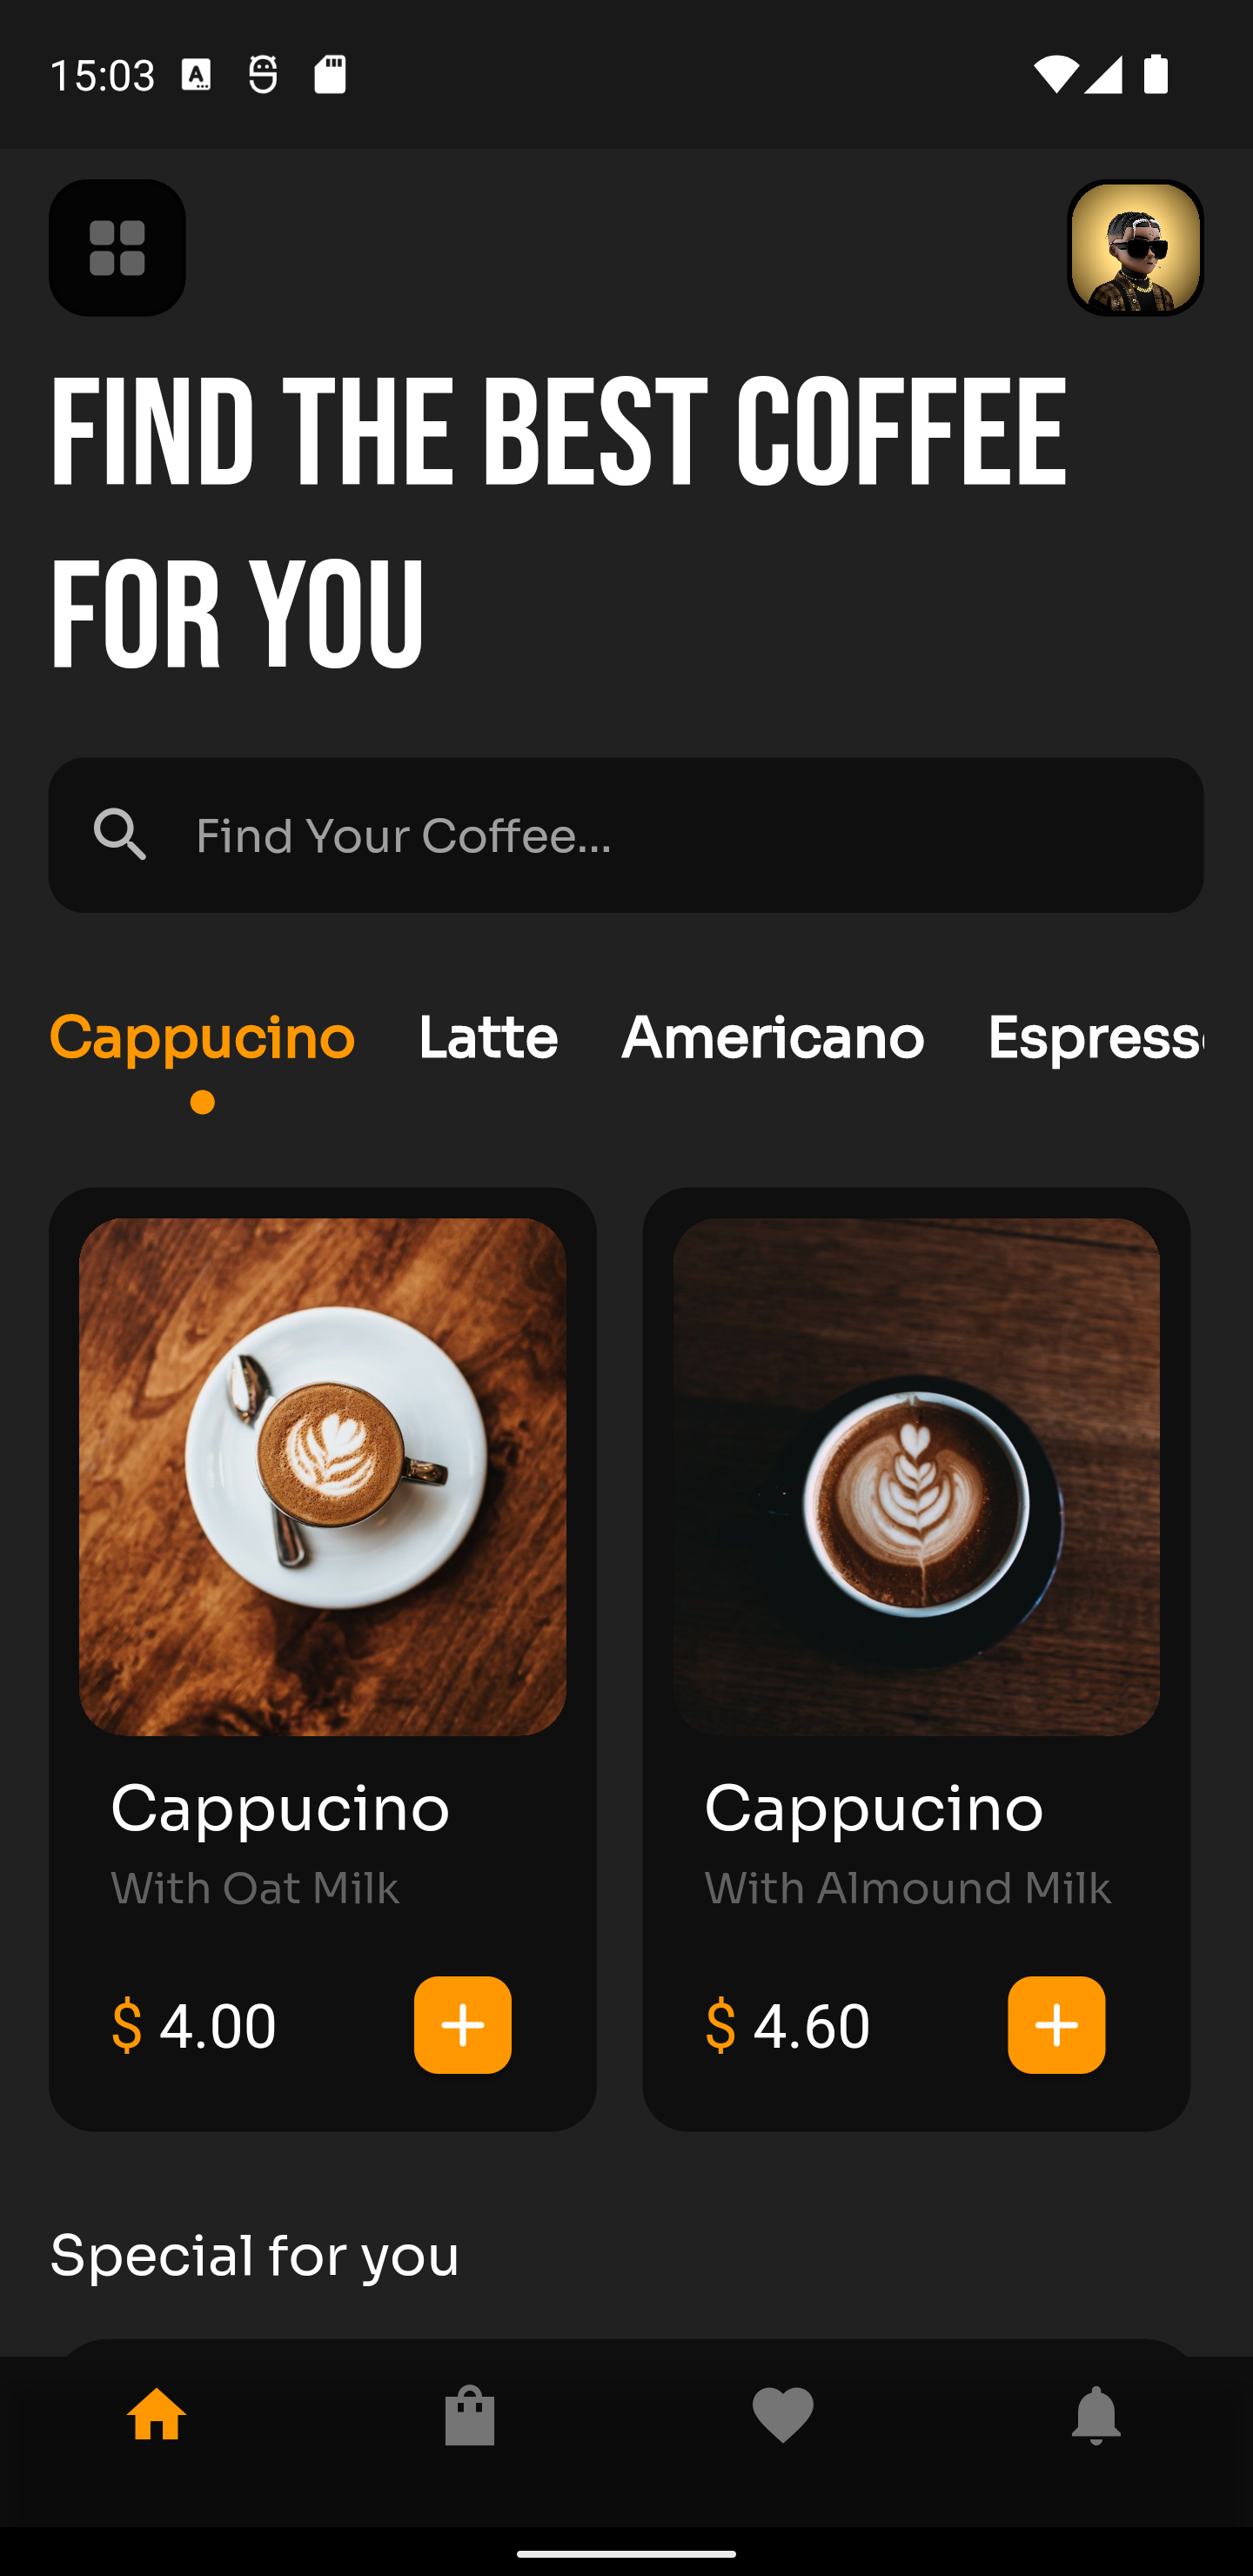 15:03
FIND THE BEST COFFEE
FOR YOU
Find Your Coffee...
Cappucino Latte Americano Espress
Cappucino
With Oat Milk
$ 4.00
Cappucino
With Almound Milk
$ 4.60
Special for you